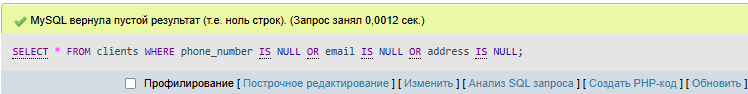 MySQL вернула пустой результат (т.е. ноль строк). (Запрос занял 0,0012 сек.)
SELECT * FROM clients WHERE phone_number IS NULL OR email IS NULL OR address IS NULL;
Профилирование [ Построчное редактирование ] [ Изменить ] [ Анализ SQL запроса ] [ Создать PHP-код ] [ Обновить ]